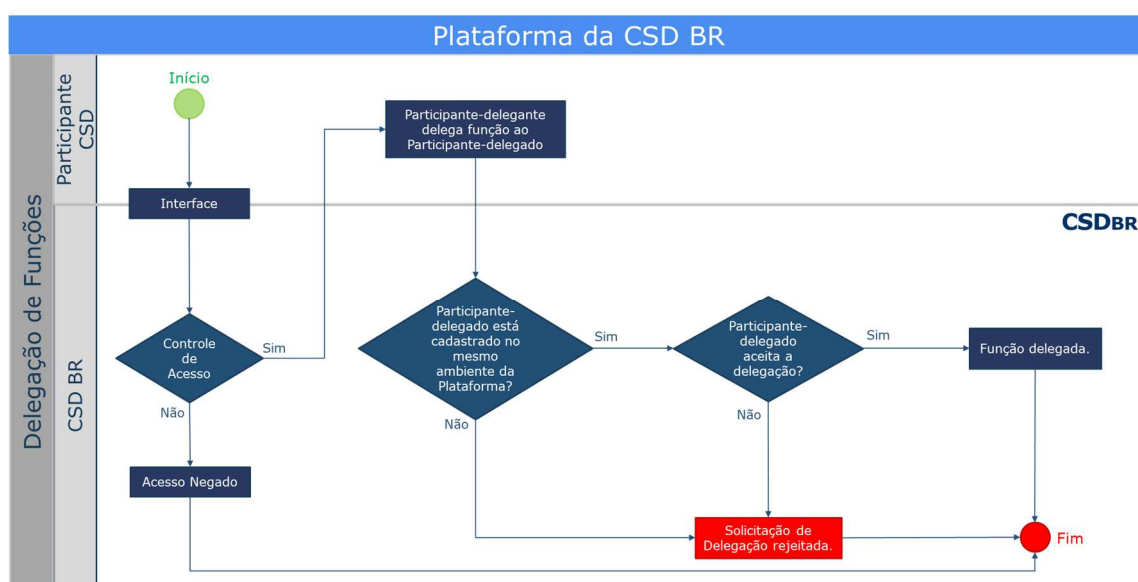 Plataforma da CSD BR
Delegação de Funções
Participante
CSD
CSD BR
Início
Interface
Participante-delegante
delega função ao
Participante-delegado
CSDBR
Controle
de
Acesso
Sim
Não
Acesso Negado
Participante-
delegado está
cadastrado no
mesmo
ambiente da
Plataforma?
Sim
Não
Participante-
delegado
aceita a
delegação?
Sim
Não
Função delegada.
Solicitação de
Delegação rejeitada.
Fim